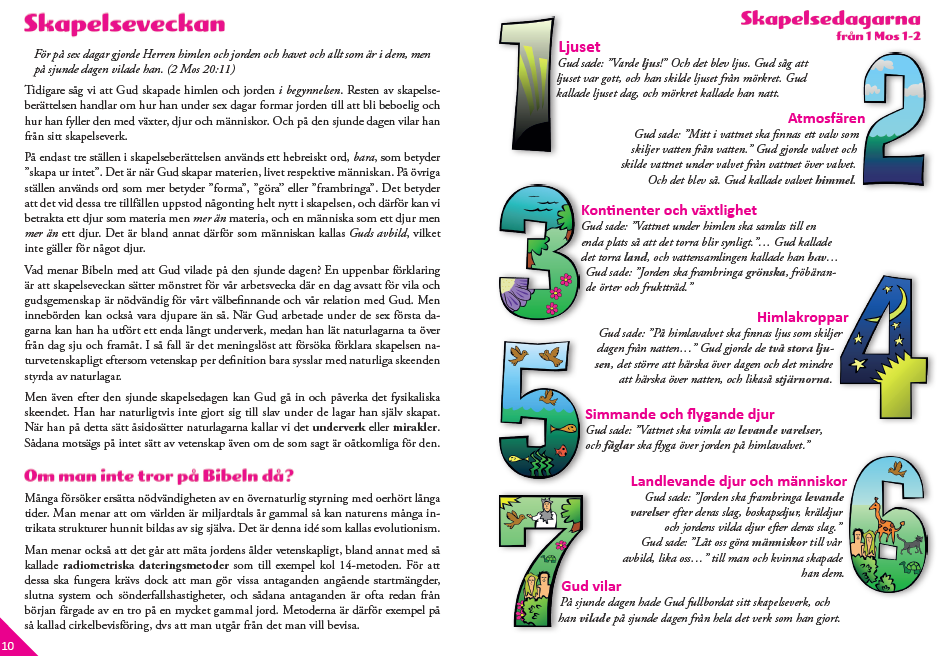 Skapelseveckan
För på sex dagar gjorde Herren himlen och jorden och havet och allt som är i dem, men
på sjunde dagen vilade han. (2 Mos 20:11)
Tidigare såg vi att Gud skapade himlen och jorden i begynnelsen. Resten av skapelse-
berättelsen handlar om hur han under sex dagar formar jorden till att bli beboelig och
hur han fyller den med växter, djur och människor. Och på den sjunde dagen vilar han
från sitt skapelseverk.
På endast tre ställen i skapelseberättelsen används ett hebreiskt ord, bara, som betyder
”skapa ur intet”. Det är när Gud skapar materien, livet respektive människan. På övriga
ställen används ord som mer betyder ”forma”, ”göra” eller ”frambringa”. Det betyder
att det vid dessa tre tillfällen uppstod någonting helt nytt i skapelsen, och därför kan vi
betrakta ett djur som materia men mer än materia, och en människa som ett djur men
mer än ett djur. Det är bland annat därför som människan kallas Guds avbild, vilket
inte gäller för något djur.
Vad menar Bibeln med att Gud vilade på den sjunde dagen? En uppenbar förklaring
är att skapelseveckan sätter mönstret för vår arbetsvecka där en dag avsatt för vila och
gudsgemenskap är nödvändig för vårt välbefinnande och vår relation med Gud. Men
innebörden kan också vara djupare än så. När Gud arbetade under de sex första da-
garna kan han ha utfört ett enda långt underverk, medan han lät naturlagarna ta över
från dag sju och framåt. I så fall är det meningslöst att försöka förklara skapelsen na-
turvetenskapligt eftersom vetenskap per definition bara sysslar med naturliga skeenden
styrda av naturlagar.
Men även efter den sjunde skapelsedagen kan Gud gå in och påverka det fysikaliska
skeendet. Han har naturligtvis inte gjort sig till slav under de lagar han själv skapat.
När han på detta sätt åsidosätter naturlagarna kallar vi det underverk eller mirakler.
Sådana motsägs på intet sätt av vetenskap även om de som sagt är oåtkomliga för den.
Om man inte tror på Bibeln då?
Många försöker ersätta nödvändigheten av en övernaturlig styrning med oerhört långa
tider. Man menar att om världen är miljardtals år gammal så kan naturens många in-
trikata strukturer hunnit bildas av sig själva. Det är denna idé som kallas evolutionism.
Man menar också att det går att mäta jordens ålder vetenskapligt, bland annat med så
kallade radiometriska dateringsmetoder som till exempel kol 14-metoden. För att
dessa ska fungera krävs dock att man gör vissa antaganden angående startmängder,
slutna system och sönderfallshastigheter, och sådana antaganden är ofta redan från
början färgade av en tro på en mycket gammal jord. Metoderna är därför exempel på
så kallad cirkelbevisföring, dvs att man utgår från det man vill bevisa.
10
Skapelsedagarna
från 1 Mos 1-2
1
Ljuset
Gud sade: ”Varde ljus!” Och det blev ljus. Gud såg att
ljuset var gott, och han skilde ljuset från mörkret. Gud
kallade ljuset dag, och mörkret kallade han natt.
2
Atmosfären
Gud sade: ”Mitt i vattnet ska finnas ett valv som
skiljer vatten från vatten.” Gud gjorde valvet och
skilde vattnet under valvet från vattnet över valvet.
Och det blev så. Gud kallade valvet himmel.
3
Kontinenter och växtlighet
Gud sade: ”Vattnet under himlen ska samlas till en
enda plats så att det torra blir synligt.”… Gud kallade
det torra land, och vattensamlingen kallade han hav…
Gud sade: ”Jorden ska frambringa grönska, fröbäran-
de örter och fruktträd.”
4
Himlakroppar
Gud sade: ”På himlavalvet ska finnas ljus som skiljer
dagen från natten…” Gud gjorde de två stora lju-
sen, det större att härska över dagen och det mindre
att härska över natten, och likaså stjärnorna.
5
Simmande och flygande djur
Gud sade: ”Vattnet ska vimla av levande varelser,
och fåglar ska flyga över jorden på himlavalvet.”
6
Landlevande djur och människor
Gud sade: ”Jorden ska frambringa levande
varelser efter deras slag, boskapsdjur, kräldjur
och jordens vilda djur efter deras slag.”
Gud sade: ”Låt oss göra människor till vår
avbild, lika oss…” till man och kvinna skapade
han dem.
7
Gud vilar
På sjunde dagen hade Gud fullbordat sitt skapelseverk, och
han vilade på sjunde dagen från hela det verk som han gjort.